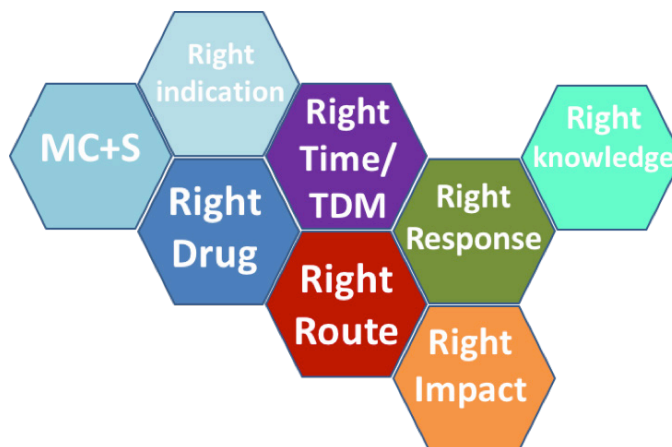 Right
indication
MC+S
Right
Time/
TDM
Right
knowledge
Right
Drug
Right
Response
Right
Route
Right
Impact